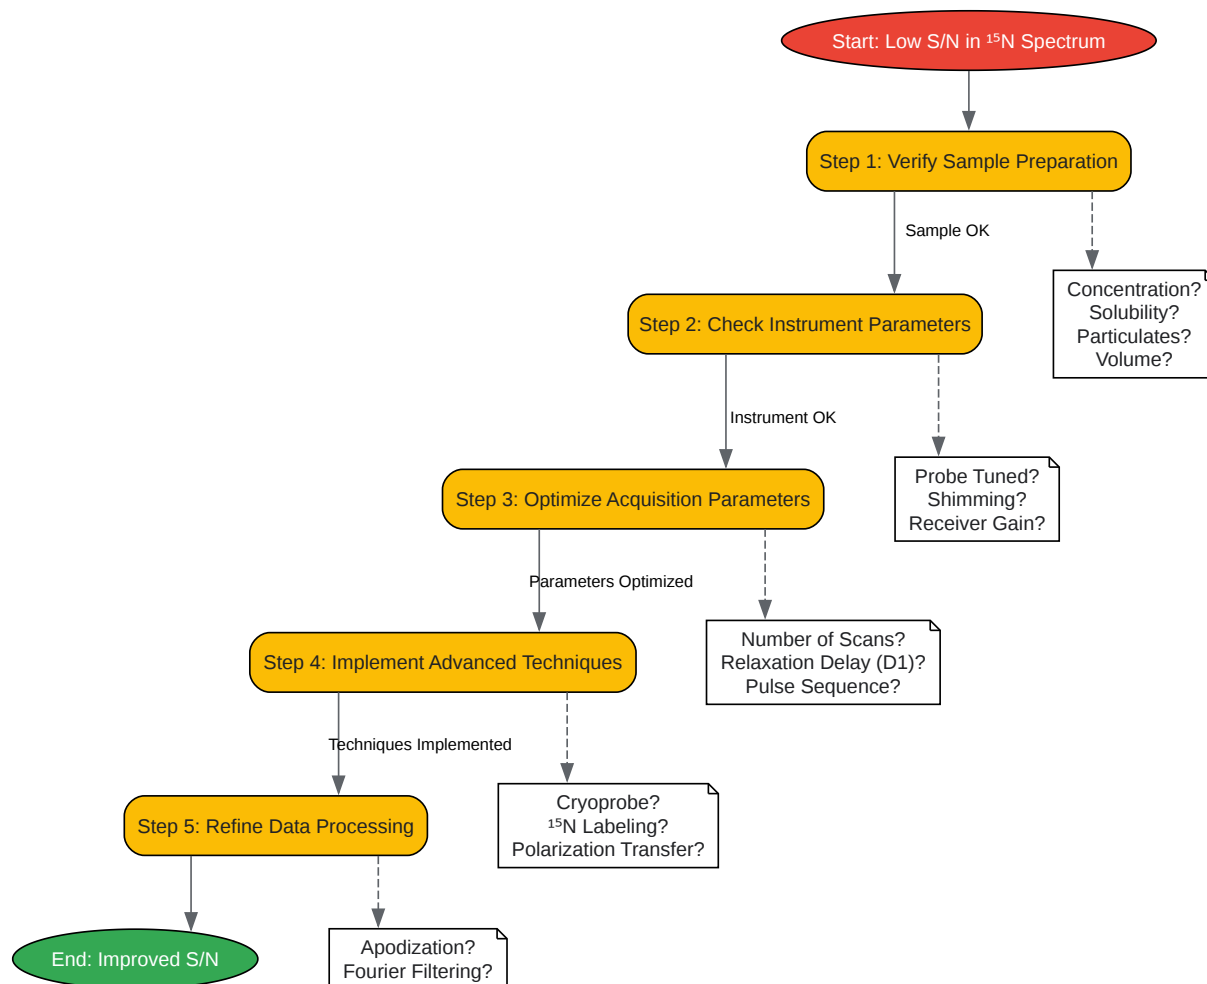 Start: Low S/N in ¹⁵N Spectrum
Step 1: Verify Sample Preparation
Sample OK
Concentration?
Solubility?
Particulates?
Volume?
Step 2: Check Instrument Parameters
Instrument OK
Probe Tuned?
Shimming?
Receiver Gain?
Step 3: Optimize Acquisition Parameters
Parameters Optimized
Number of Scans?
Relaxation Delay (D1)?
Pulse Sequence?
Step 4: Implement Advanced Techniques
Techniques Implemented
Cryoprobe?
¹⁵N Labeling?
Polarization Transfer?
Step 5: Refine Data Processing
Apodization?
Fourier Filtering?
End: Improved S/N